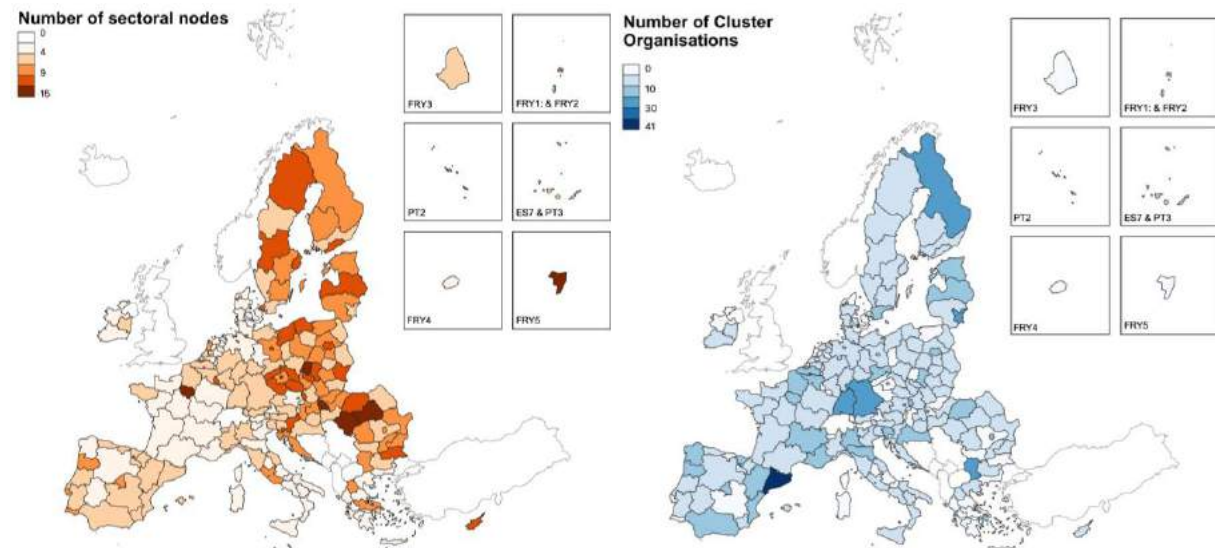 Number of sectoral nodes
0
4
9
16
FRY3
FRY1: & FRY2
PT2
ES7 & PT3
FRY4
FRY5
Number of Cluster
Organisations
0
10
30
41
FRY3
FRY1: & FRY2
PT2
ES7 & PT3
FRY4
FRY5